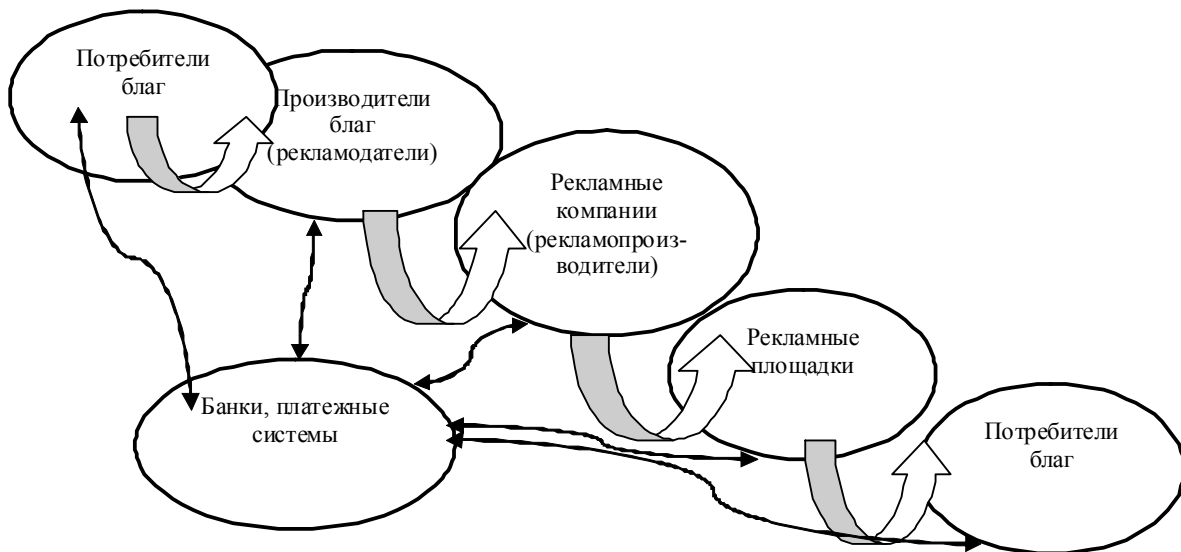 Потребители
благ
Производители
благ
(рекламодатели)
Рекламные
компании
(рекламопроиз-
водители)
Рекламные
площадки
Банки, платежные
системы
Потребители
благ